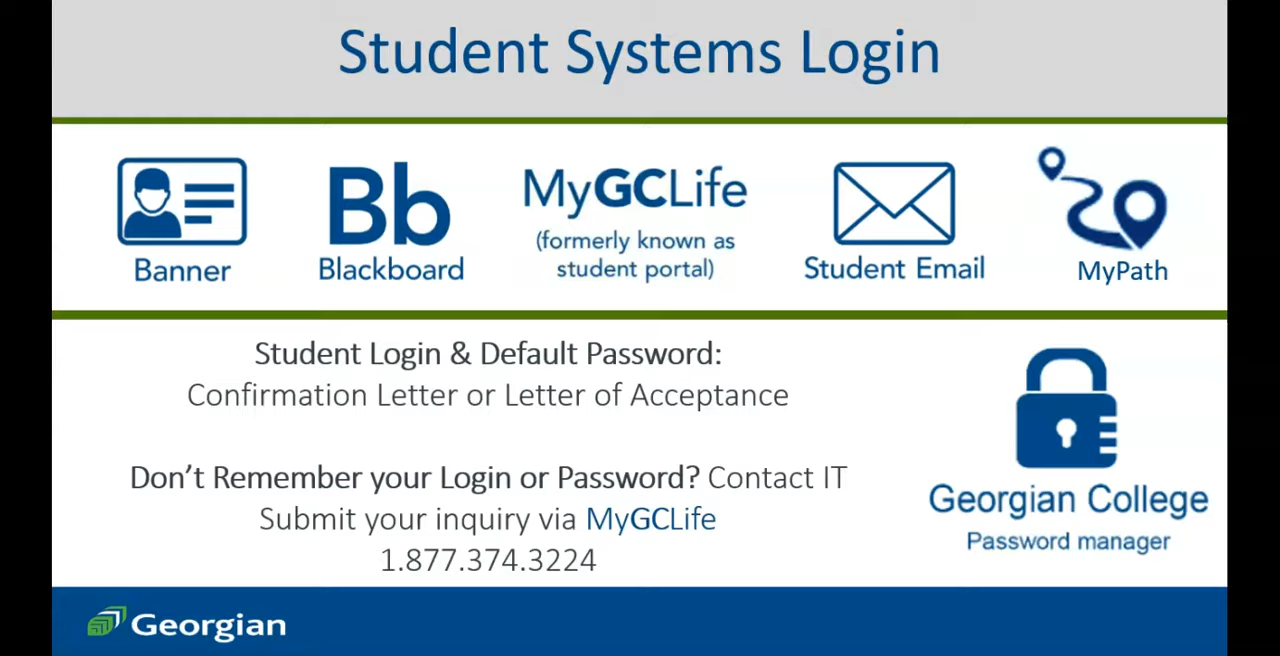 Student Systems Login
Banner
Bb
Blackboard
MyGCLife
(formerly known as
student portal)
Student Email
MyPath
Student Login & Default Password:
Confirmation Letter or Letter of Acceptance
Don't Remember your Login or Password? Contact IT
Submit your inquiry via MyGCLife
1.877.374.3224
Georgian College
Password manager
Georgian